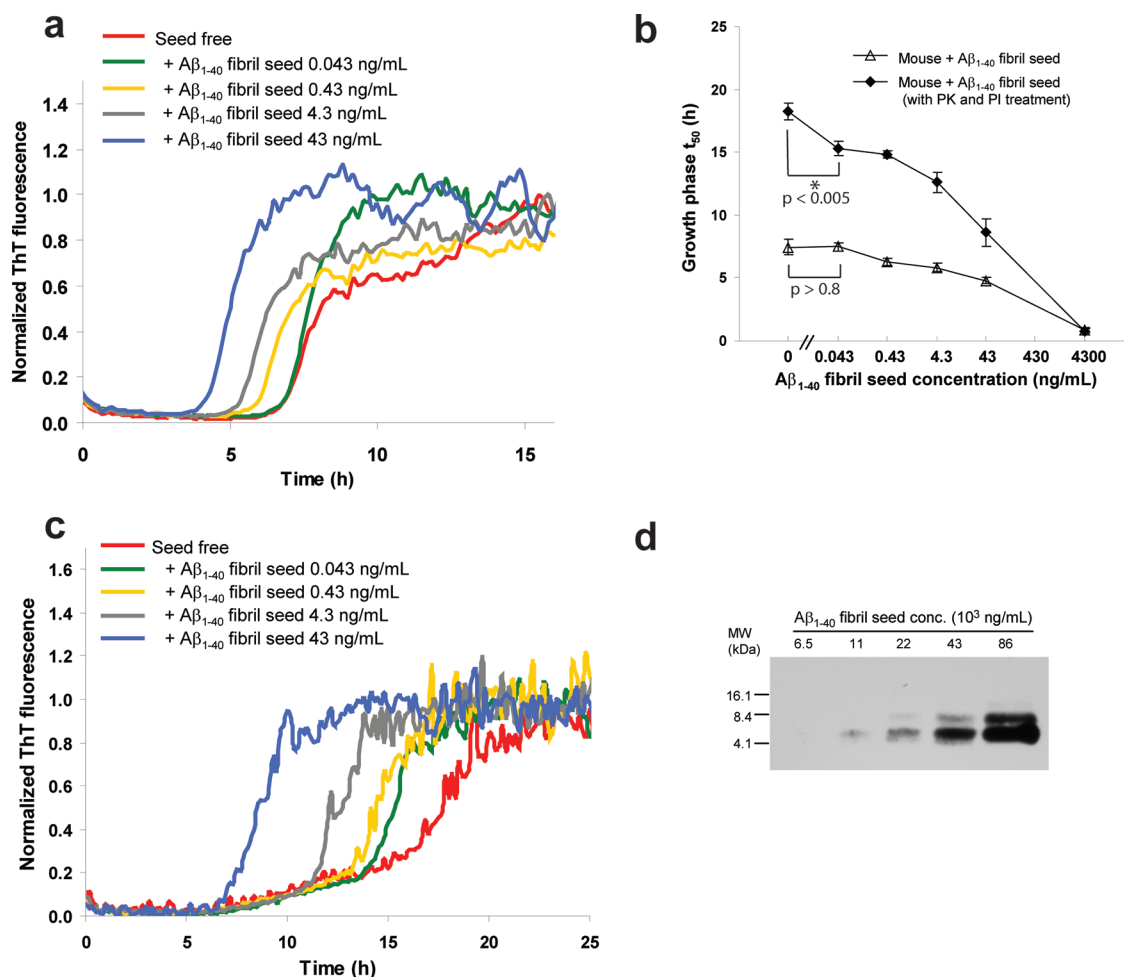 a
Seed free
+ Aβ1-40 fibril seed 0.043 ng/mL
+ Aβ1-40 fibril seed 0.43 ng/mL
+ Aβ1-40 fibril seed 4.3 ng/mL
+ Aβ1-40 fibril seed 43 ng/mL
Normalized ThT fluorescence
1.4
1.2
1.0
0.8
0.6
0.4
0.2
0.0
0 5 10 15
Time (h)
b
Mouse + Aβ1-40 fibril seed
Mouse + Aβ1-40 fibril seed
(with PK and PI treatment)
Growth phase t50 (h)
25
20
15
10
5
0
*
p < 0.005
p > 0.8
0 // 0.043 0.43 4.3 43 430 4300
Aβ1-40 fibril seed concentration (ng/mL)
c
Seed free
+ Aβ1-40 fibril seed 0.043 ng/mL
+ Aβ1-40 fibril seed 0.43 ng/mL
+ Aβ1-40 fibril seed 4.3 ng/mL
+ Aβ1-40 fibril seed 43 ng/mL
Normalized ThT fluorescence
1.6
1.4
1.2
1.0
0.8
0.6
0.4
0.2
0.0
0 5 10 15 20 25
Time (h)
d
Aβ1-40 fibril seed conc. (10³ ng/mL)
MW
(kDa)
6.5 11 22 43 86
16.1
8.4
4.1